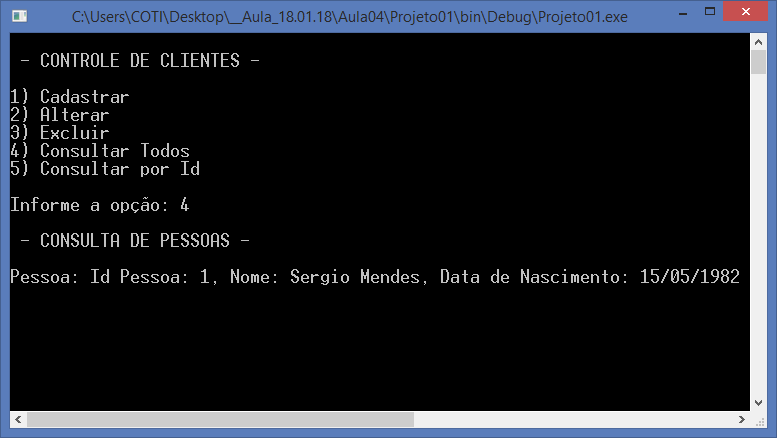 C:\Users\COTI\Desktop\__Aula_18.01.18\Aula04\Projeto01\bin\Debug\Projeto01.exe
- CONTROLE DE CLIENTES -
1) Cadastrar
2) Alterar
3) Excluir
4) Consultar Todos
5) Consultar por Id
Informe a opção: 4
- CONSULTA DE PESSOAS -
Pessoa: Id Pessoa: 1, Nome: Sergio Mendes, Data de Nascimento: 15/05/1982